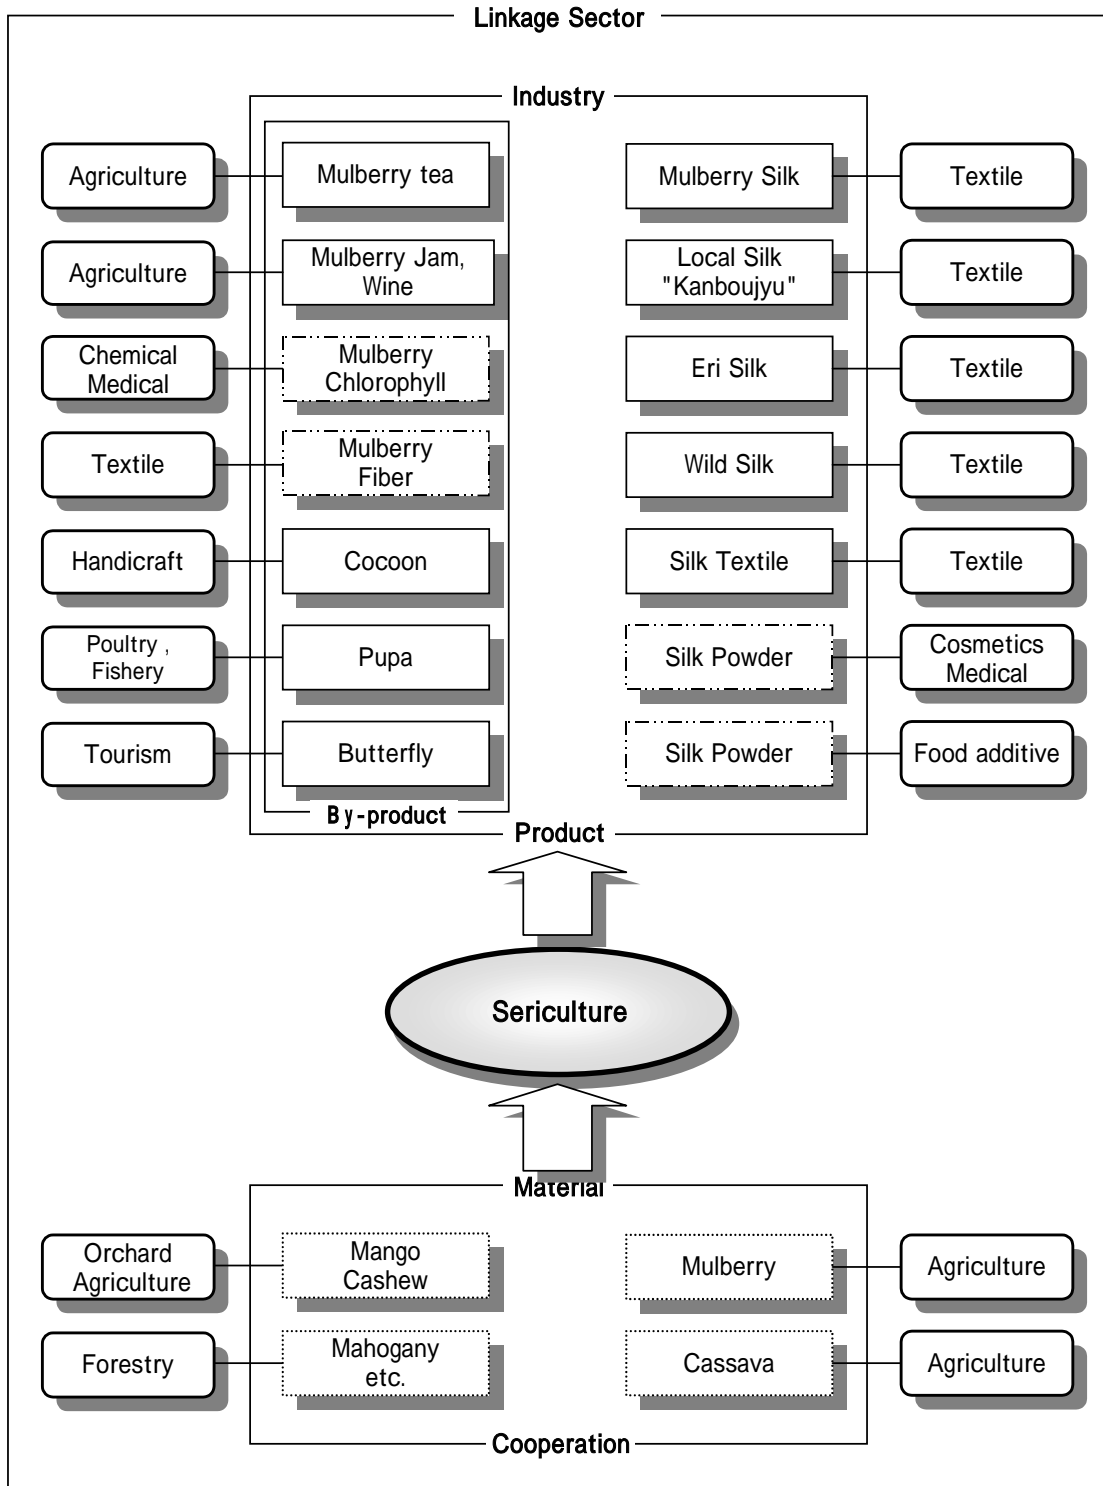 Linkage Sector
Industry
Agriculture
Mulberry tea
Mulberry Silk
Textile
Agriculture
Mulberry Jam,
Wine
Local Silk
"Kanboujyu"
Textile
Chemical
Medical
Mulberry
Chlorophyll
Eri Silk
Textile
Textile
Mulberry
Fiber
Wild Silk
Textile
Handicraft
Cocoon
Silk Textile
Textile
Poultry ,
Fishery
Pupa
Silk Powder
Cosmetics
Medical
Tourism
Butterfly
Silk Powder
Food additive
By-product
Product
Sericulture
Material
Orchard
Agriculture
Mango
Cashew
Mulberry
Agriculture
Forestry
Mahogany
etc.
Cassava
Agriculture
Cooperation